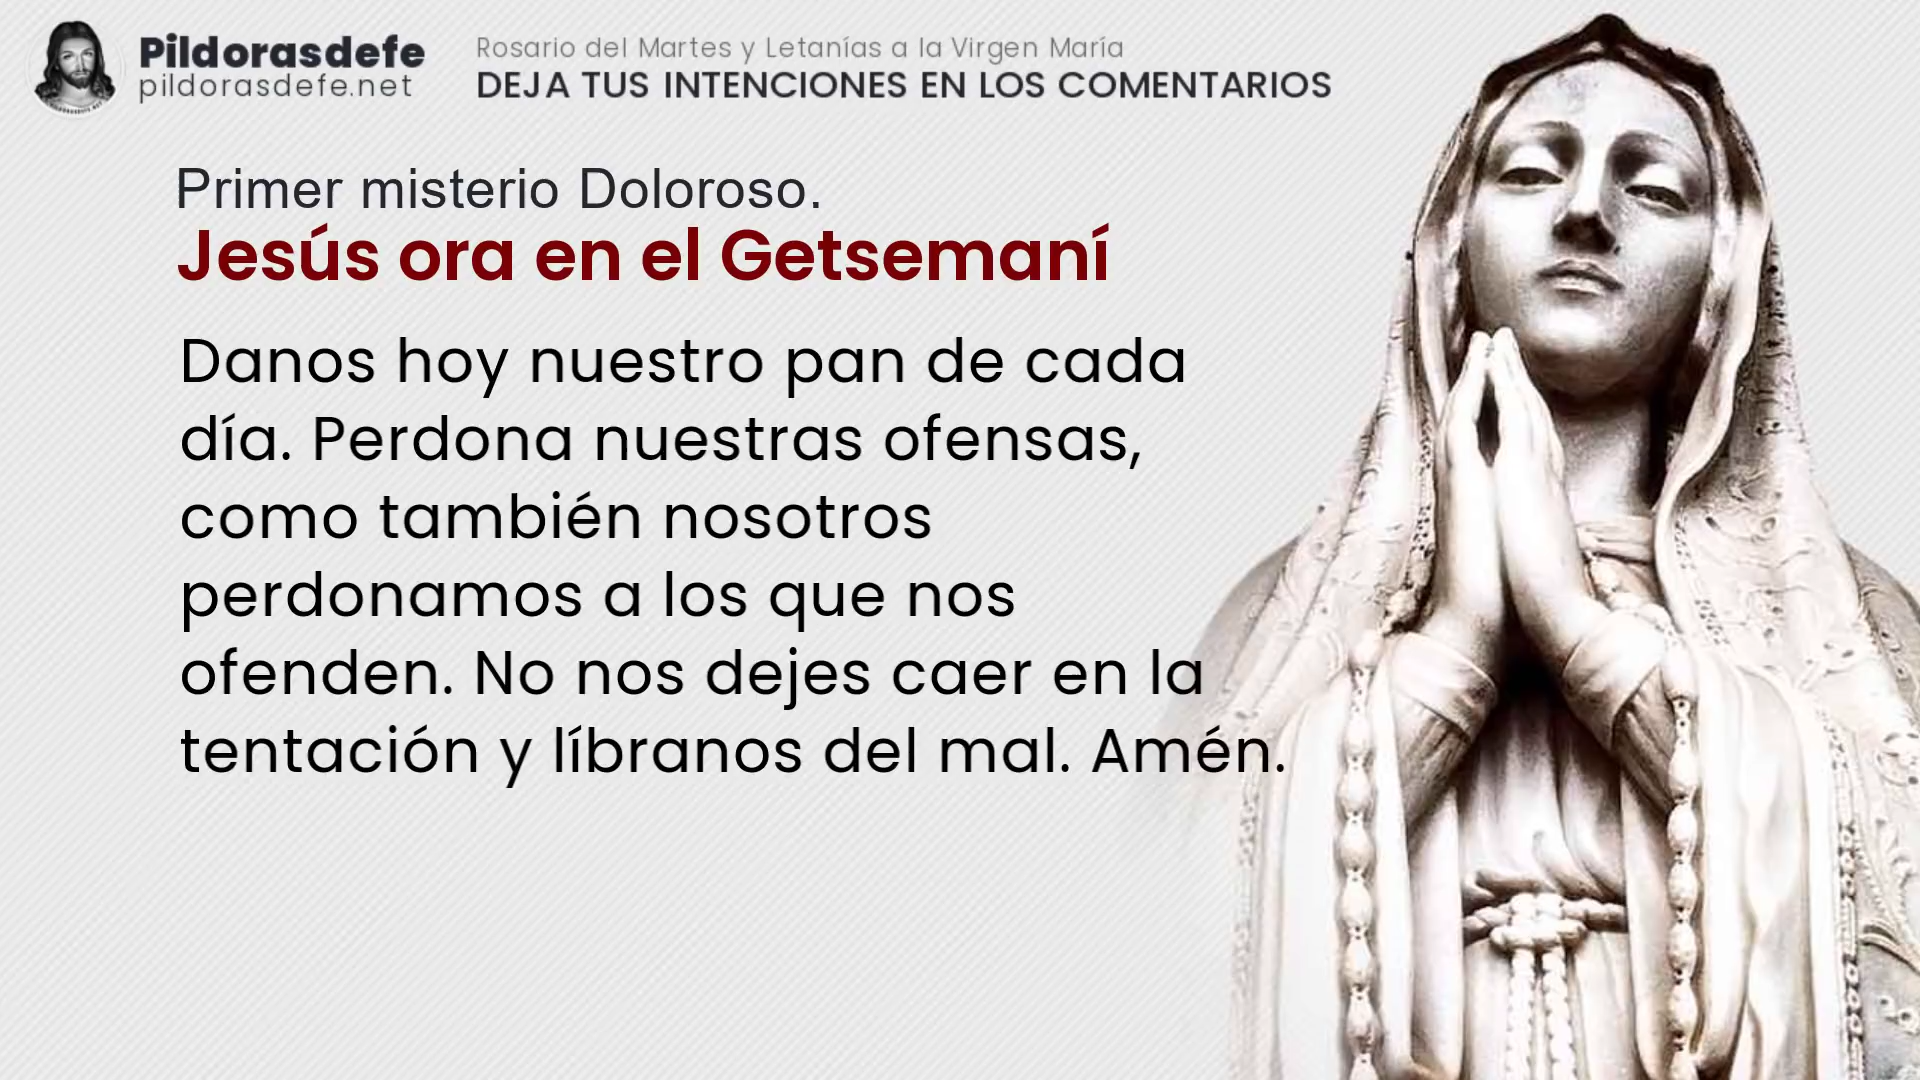 Pildorasdefe
pildorasdefe.net
Rosario del Martes y Letanías a la Virgen María
DEJA TUS INTENCIONES EN LOS COMENTARIOS
Primer misterio Doloroso.
Jesús ora en el Getsemaní
Danos hoy nuestro pan de cada
día. Perdona nuestras ofensas,
como también nosotros
perdonamos a los que nos
ofenden. No nos dejes caer en la
tentación y líbranos del mal. Amén.